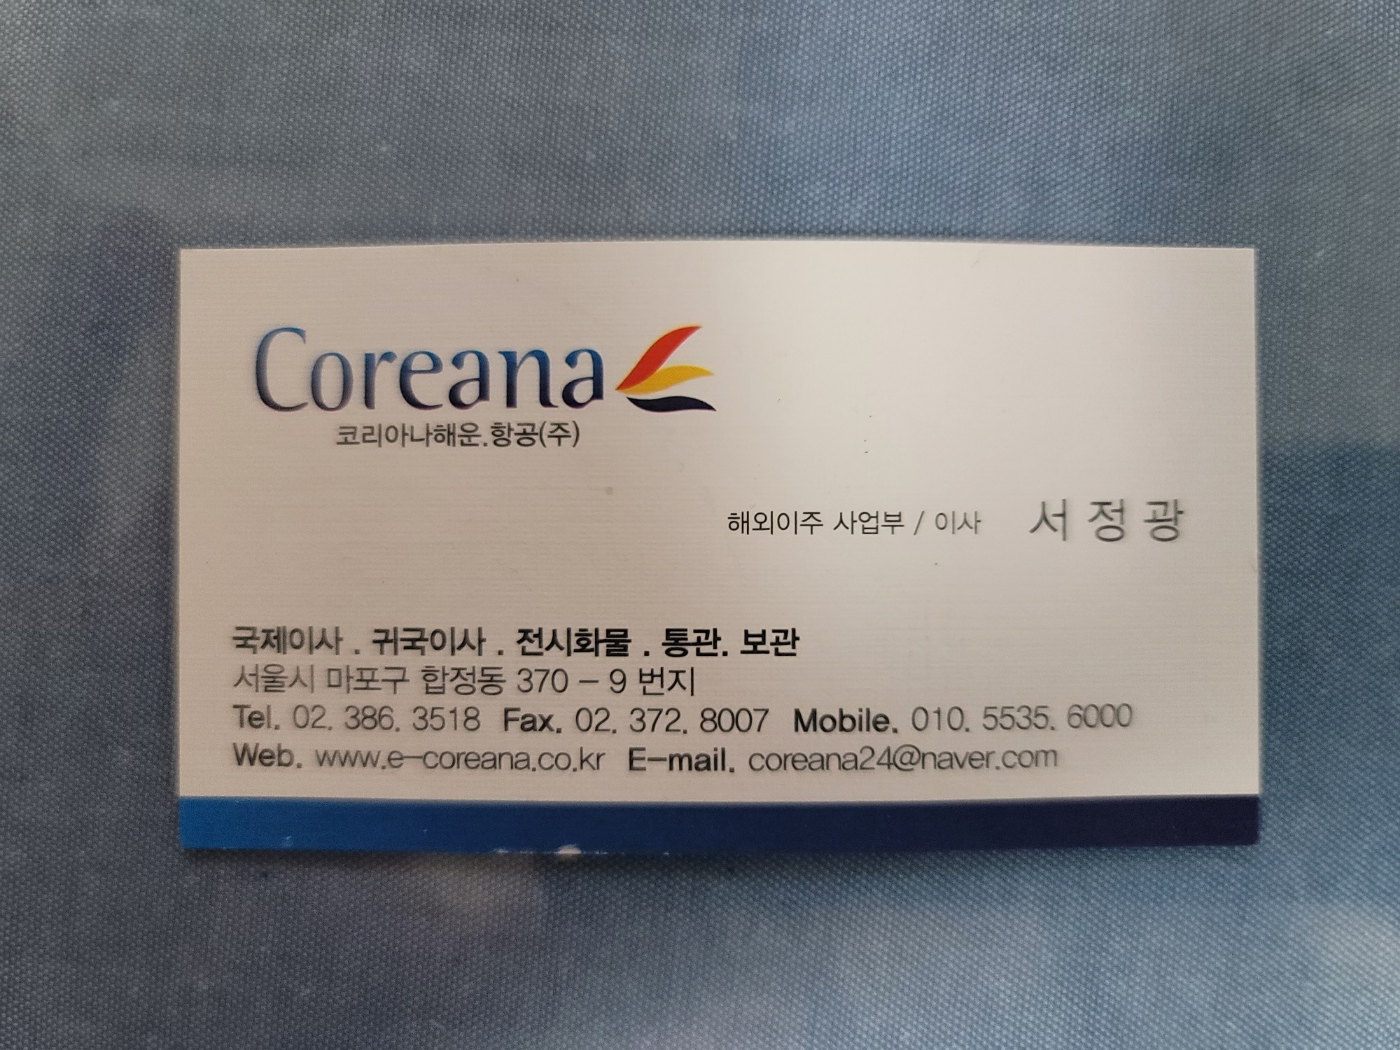 Coreana
코리아나해운.항공(주)
해외이주 사업부 / 이사 서 정 광
국제이사 . 귀국이사 . 전시화물 . 통관. 보관
서울시 마포구 합정동 370 - 9 번지
Tel. 02. 386. 3518 Fax. 02. 372. 8007 Mobile. 010. 5535. 6000
Web. www.e-coreana.co.kr E-mail. coreana24@naver.com